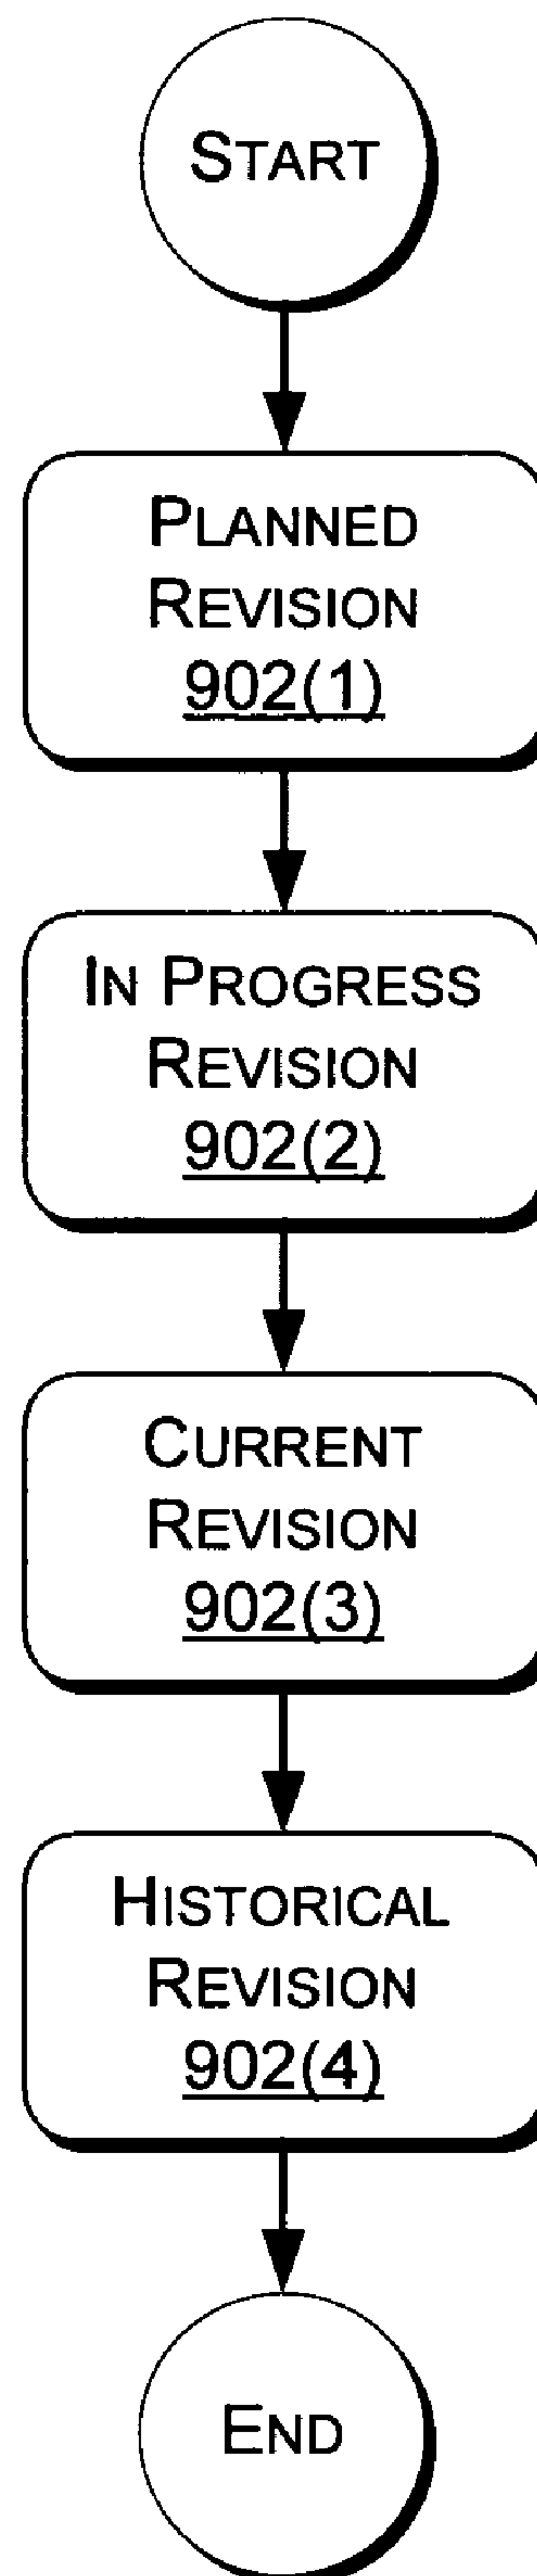 START
PLANNED
REVISION
902(1)
IN PROGRESS
REVISION
902(2)
CURRENT
REVISION
902(3)
HISTORICAL
REVISION
902(4)
END